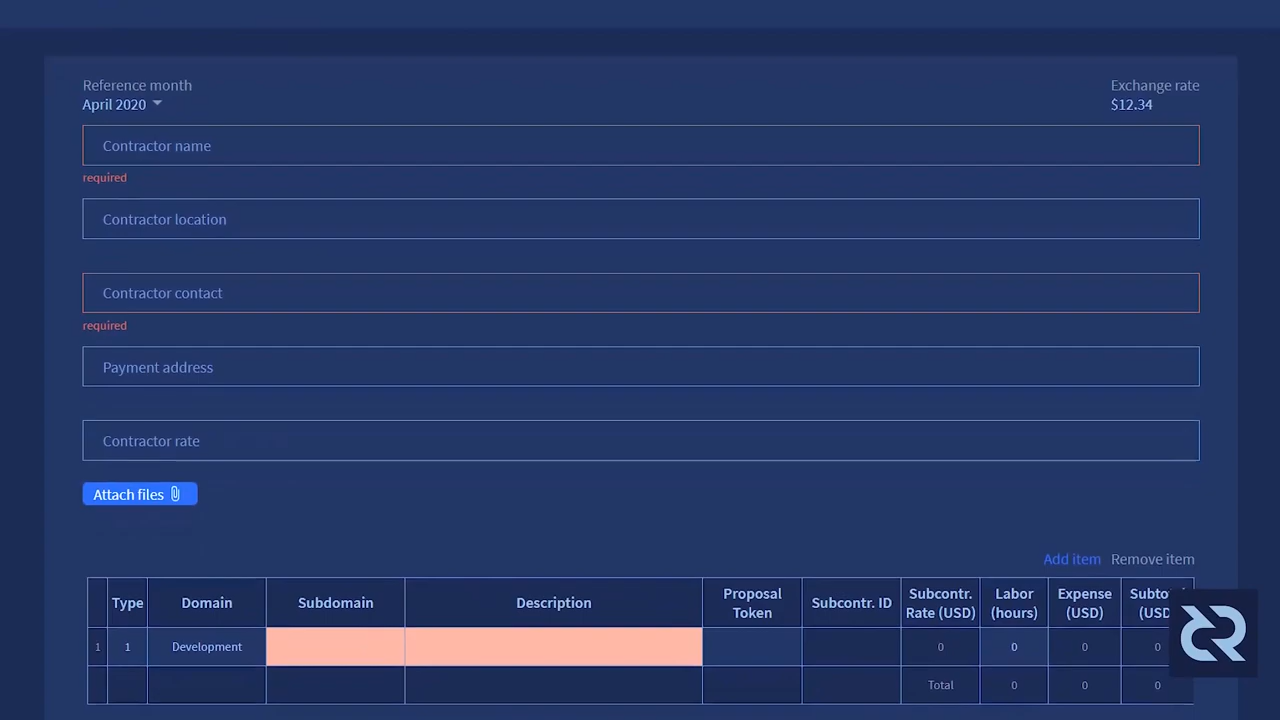 Reference month
Exchange rate
April 2020
$12.34
Contractor name
required
Contractor location
Contractor contact
required
Payment address
Contractor rate
Attach files
Add item Remove item
Type Domain Subdomain Description Proposal Token Subcontr. ID Subcontr. Rate (USD) Labor (hours) Expense (USD)
1 1 Development 0 0 0 0
Total 0 0 0